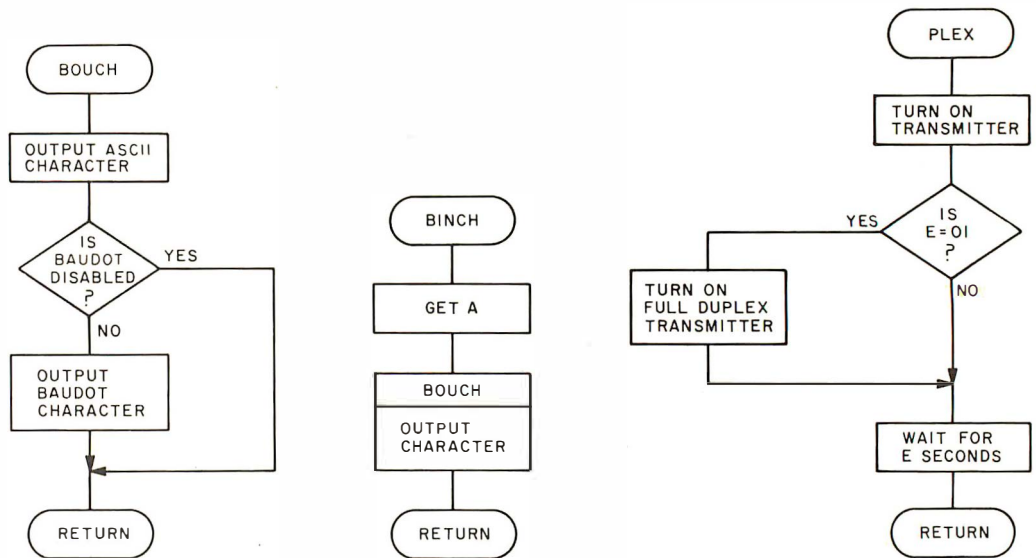 BOUCH
OUTPUT ASCII
CHARACTER
IS
BAUDOT
DISABLED
?
YES
NO
OUTPUT
BAUDOT
CHARACTER
RETURN
BINCH
GET A
BOUCH
OUTPUT
CHARACTER
RETURN
PLEX
TURN ON
TRANSMITTER
IS
E=01
?
YES
NO
TURN ON
FULL DUPLEX
TRANSMITTER
WAIT FOR
E SECONDS
RETURN